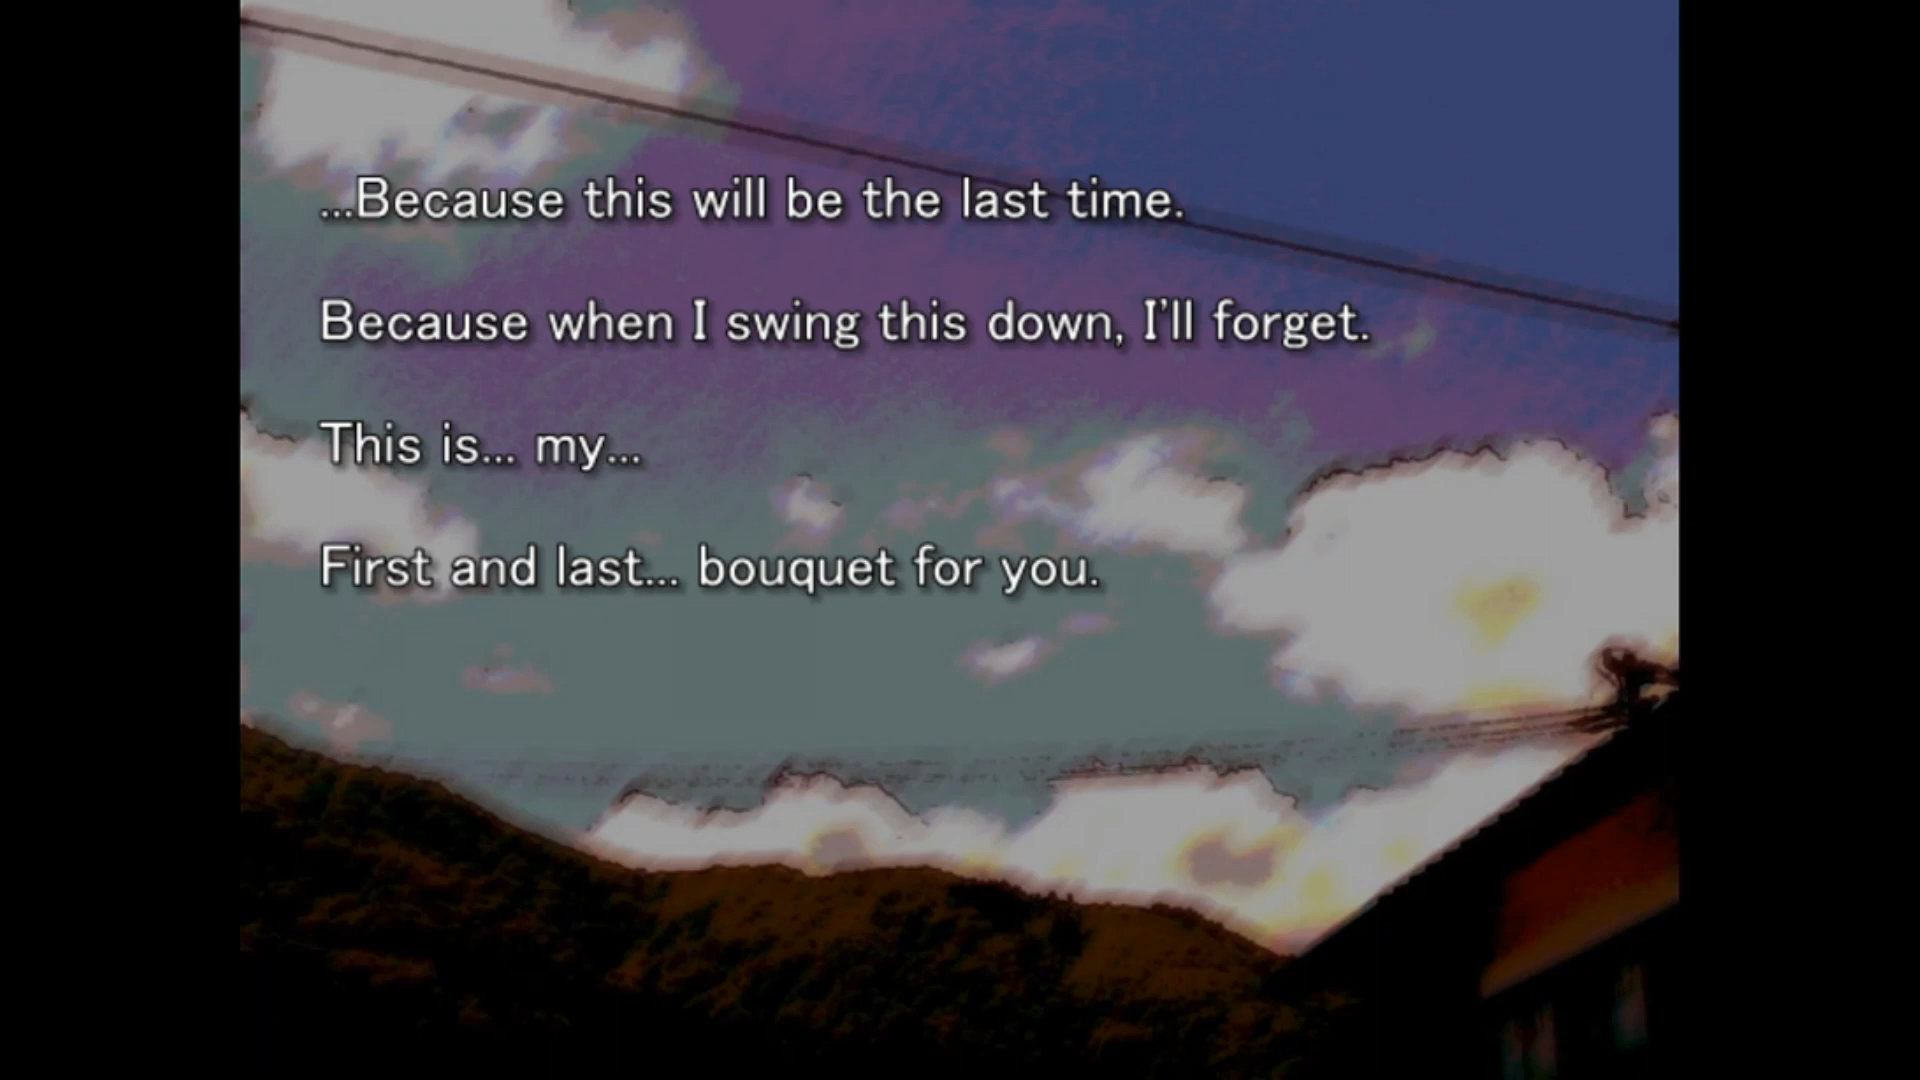 ...Because this will be the last time.
Because when I swing this down, I'll forget.
This is... my...
First and last... bouquet for you.